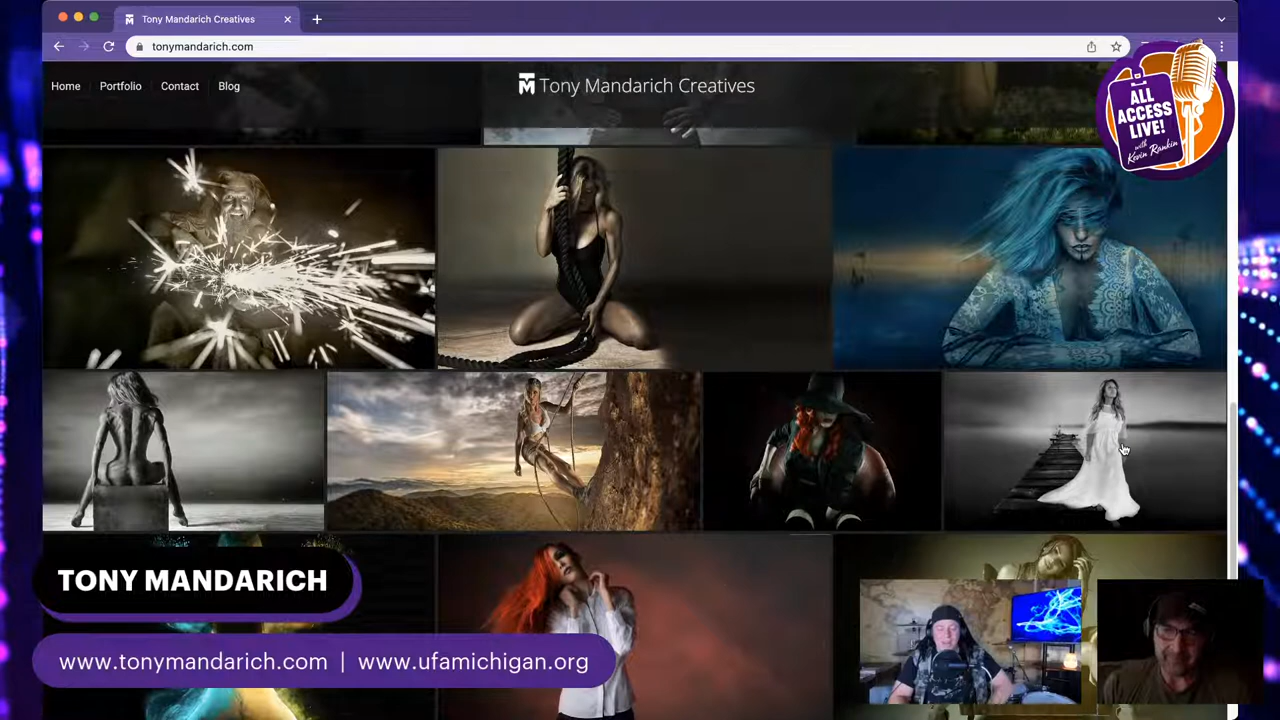 Tony Mandarich Creatives
tonymandarich.com
Home Portfolio Contact Blog
TM Tony Mandarich Creatives
ALL
ACCESS
LIVE!
with
Kevin Rankin
TONY MANDARICH
www.tonymandarich.com | www.ufamichigan.org